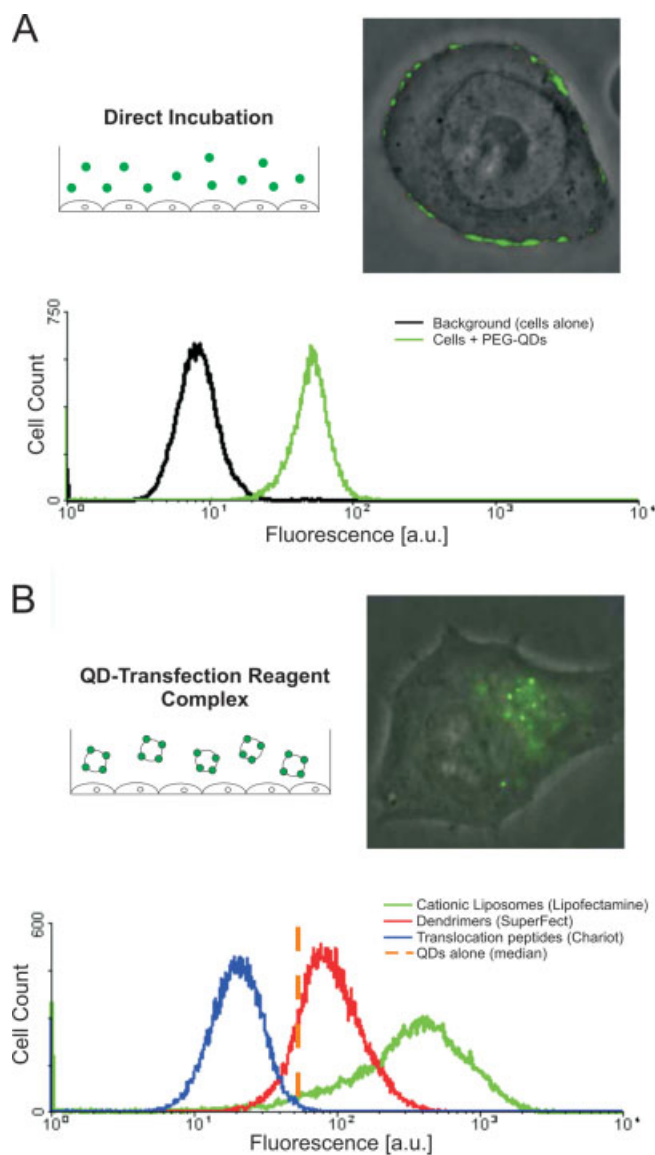 A
Direct Incubation
750
Cell Count
0
Background (cells alone)
Cells + PEG-QDs
10⁰ 10¹ 10² 10³ 10⁴
Fluorescence [a.u.]
B
QD-Transfection Reagent
Complex
Cationic Liposomes (Lipofectamine)
Dendrimers (SuperFect)
Translocation peptides (Chariot)
QDs alone (median)
600
Cell Count
0
10⁰ 10¹ 10² 10³ 10⁴
Fluorescence [a.u.]